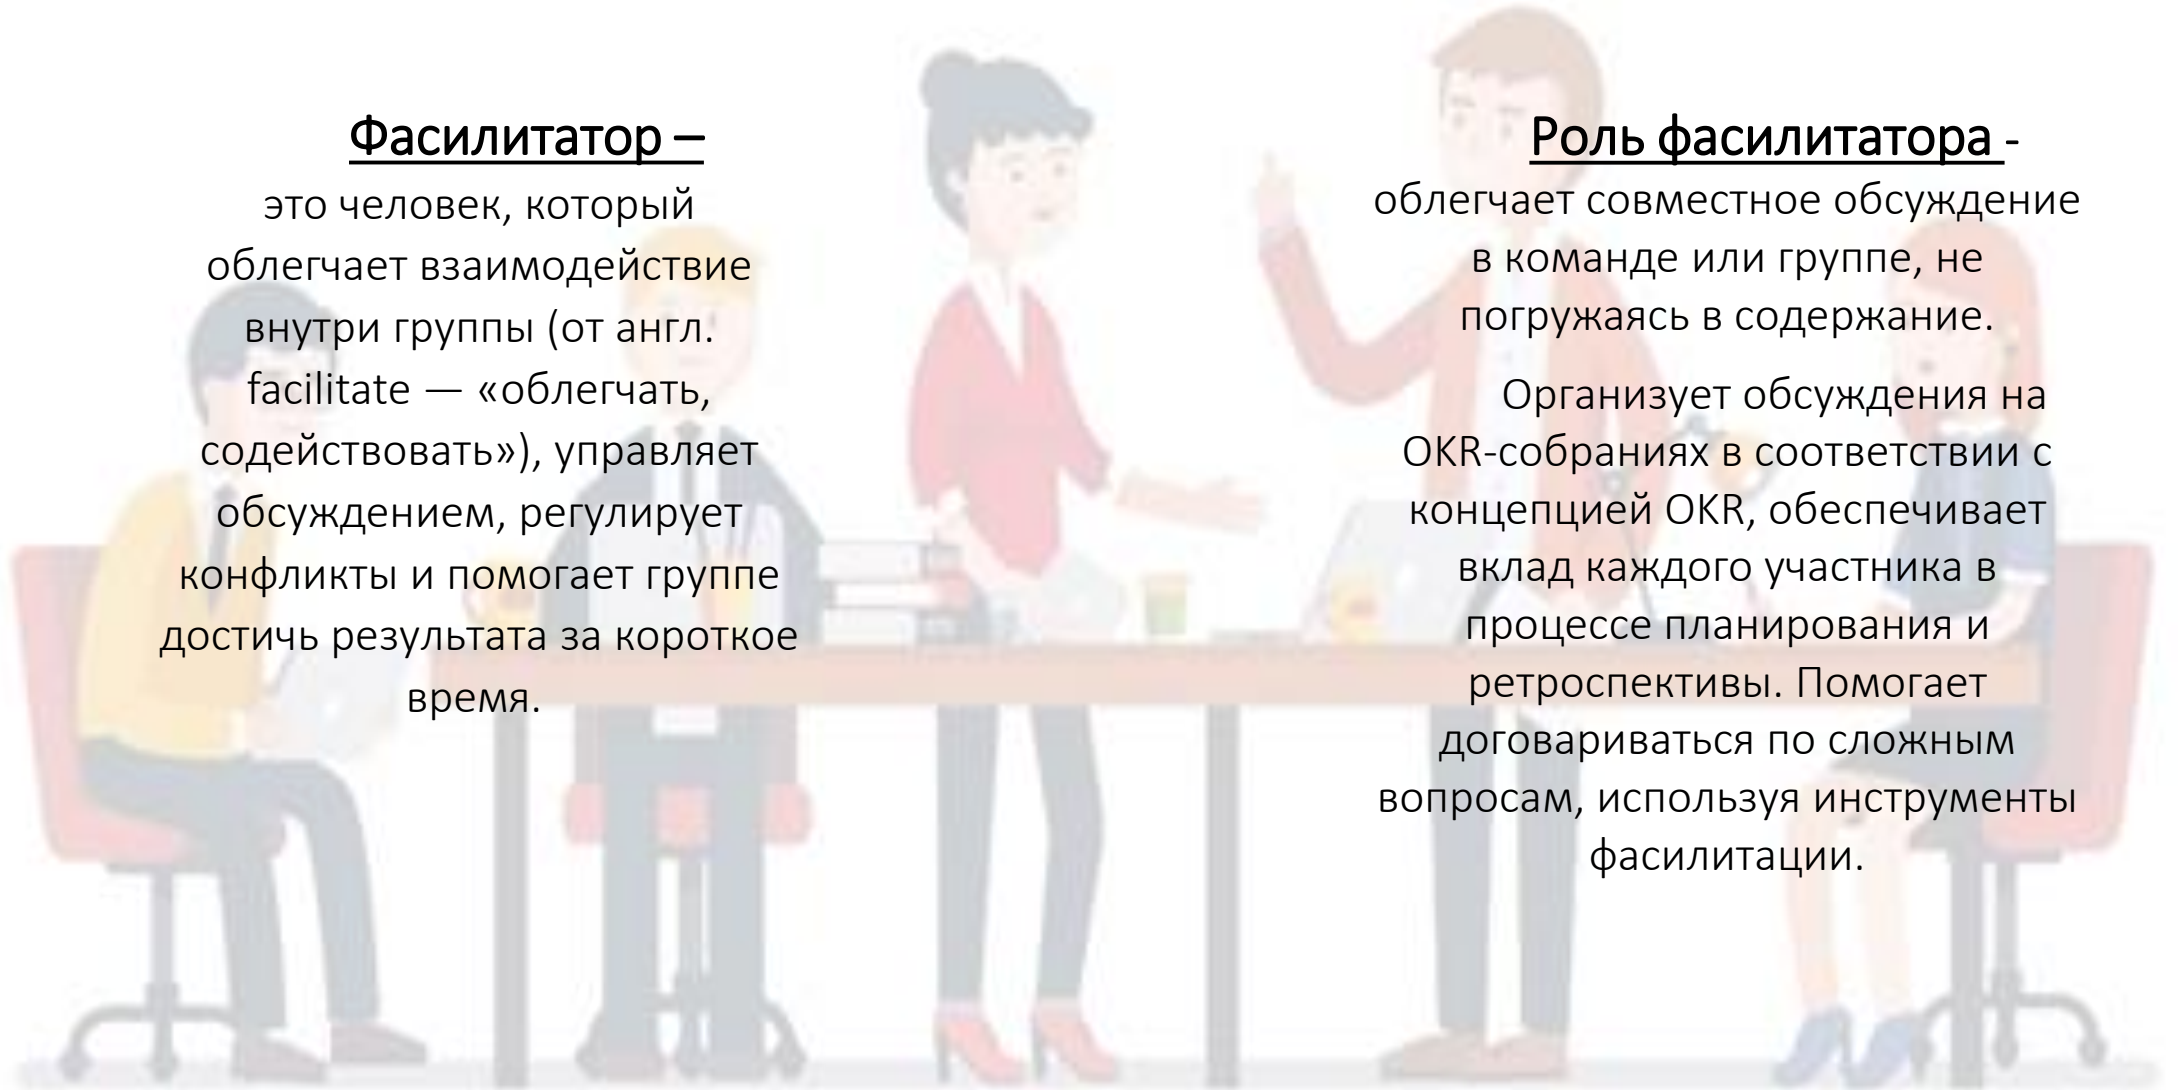 Фасилитатор –
это человек, который
облегчает взаимодействие
внутри группы (от англ.
facilitate — «облегчать,
содействовать»), управляет
обсуждением, регулирует
конфликты и помогает группе
достичь результата за короткое
время.
Роль фасилитатора -
облегчает совместное обсуждение
в команде или группе, не
погружаясь в содержание.
Организует обсуждения на
OKR-собраниях в соответствии с
концепцией OKR, обеспечивает
вклад каждого участника в
процессе планирования и
ретроспективы. Помогает
договариваться по сложным
вопросам, используя инструменты
фасилитации.